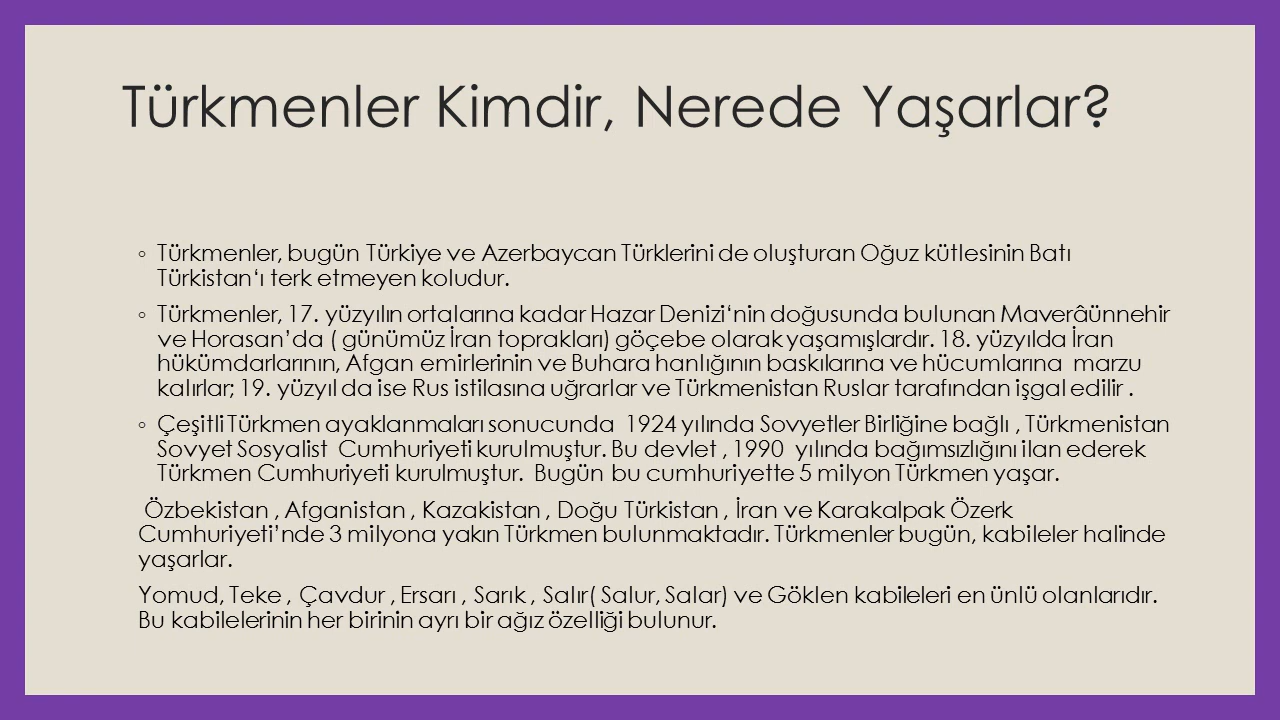 Türkmenler Kimdir, Nerede Yaşarlar?
◦ Türkmenler, bugün Türkiye ve Azerbaycan Türklerini de oluşturan Oğuz kütlesinin Batı
Türkistan‘ı terk etmeyen koludur.
◦ Türkmenler, 17. yüzyılın ortalarına kadar Hazar Denizi‘nin doğusunda bulunan Maverâünnehir
ve Horasan’da ( günümüz İran toprakları) göçebe olarak yaşamışlardır. 18. yüzyılda İran
hükümdarlarının, Afgan emirlerinin ve Buhara hanlığının baskılarına ve hücumlarına marzu
kalırlar; 19. yüzyıl da ise Rus istilasına uğrarlar ve Türkmenistan Ruslar tarafından işgal edilir .
◦ Çeşitli Türkmen ayaklanmaları sonucunda 1924 yılında Sovyetler Birliğine bağlı , Türkmenistan
Sovyet Sosyalist Cumhuriyeti kurulmuştur. Bu devlet , 1990 yılında bağımsızlığını ilan ederek
Türkmen Cumhuriyeti kurulmuştur. Bugün bu cumhuriyette 5 milyon Türkmen yaşar.
Özbekistan , Afganistan , Kazakistan , Doğu Türkistan , İran ve Karakalpak Özerk
Cumhuriyeti’nde 3 milyona yakın Türkmen bulunmaktadır. Türkmenler bugün, kabileler halinde
yaşarlar.
Yomud, Teke , Çavdur , Ersarı , Sarık , Salır( Salur, Salar) ve Göklen kabileleri en ünlü olanlarıdır.
Bu kabilelerinin her birinin ayrı bir ağız özelliği bulunur.